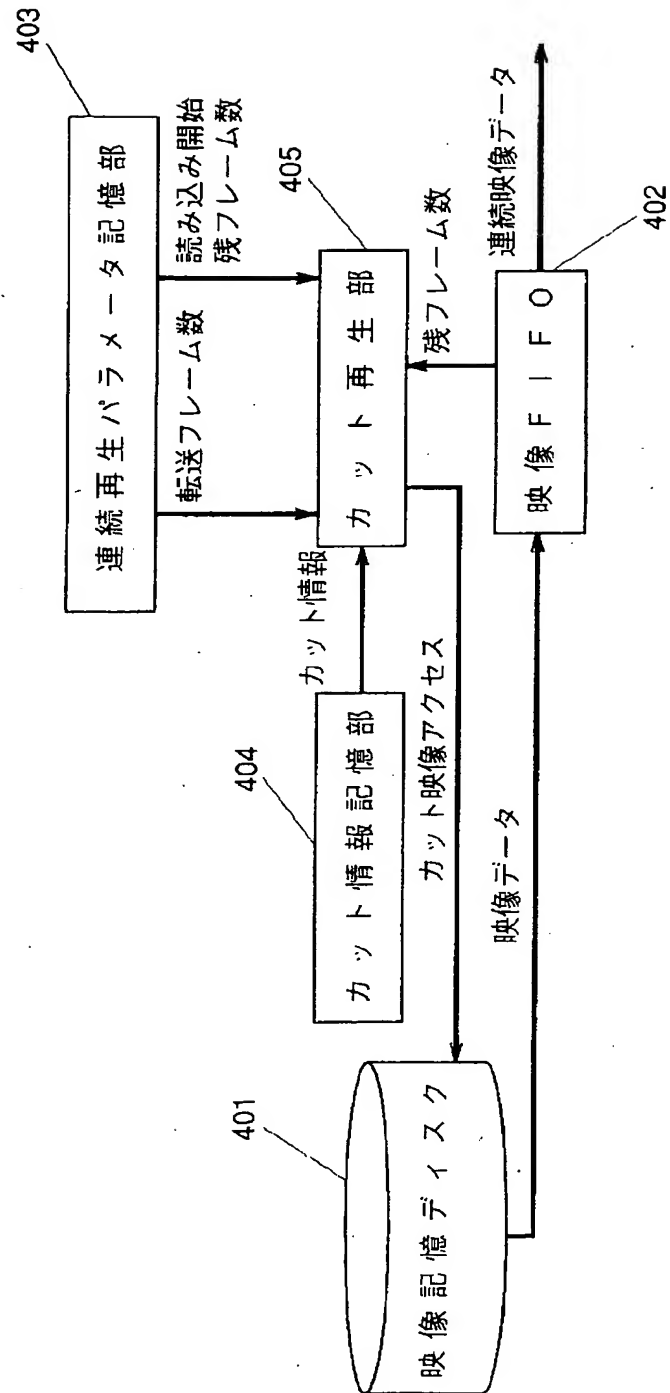 403
連続再生パラメータ記憶部
転送フレーム数
読み込み開始
残フレーム数
405
カット再生部
404
カット情報記憶部
カット情報
カット映像アクセス
残フレーム数
401
映像記憶ディスク
映像データ
映像FIFO
402
連続映像データ